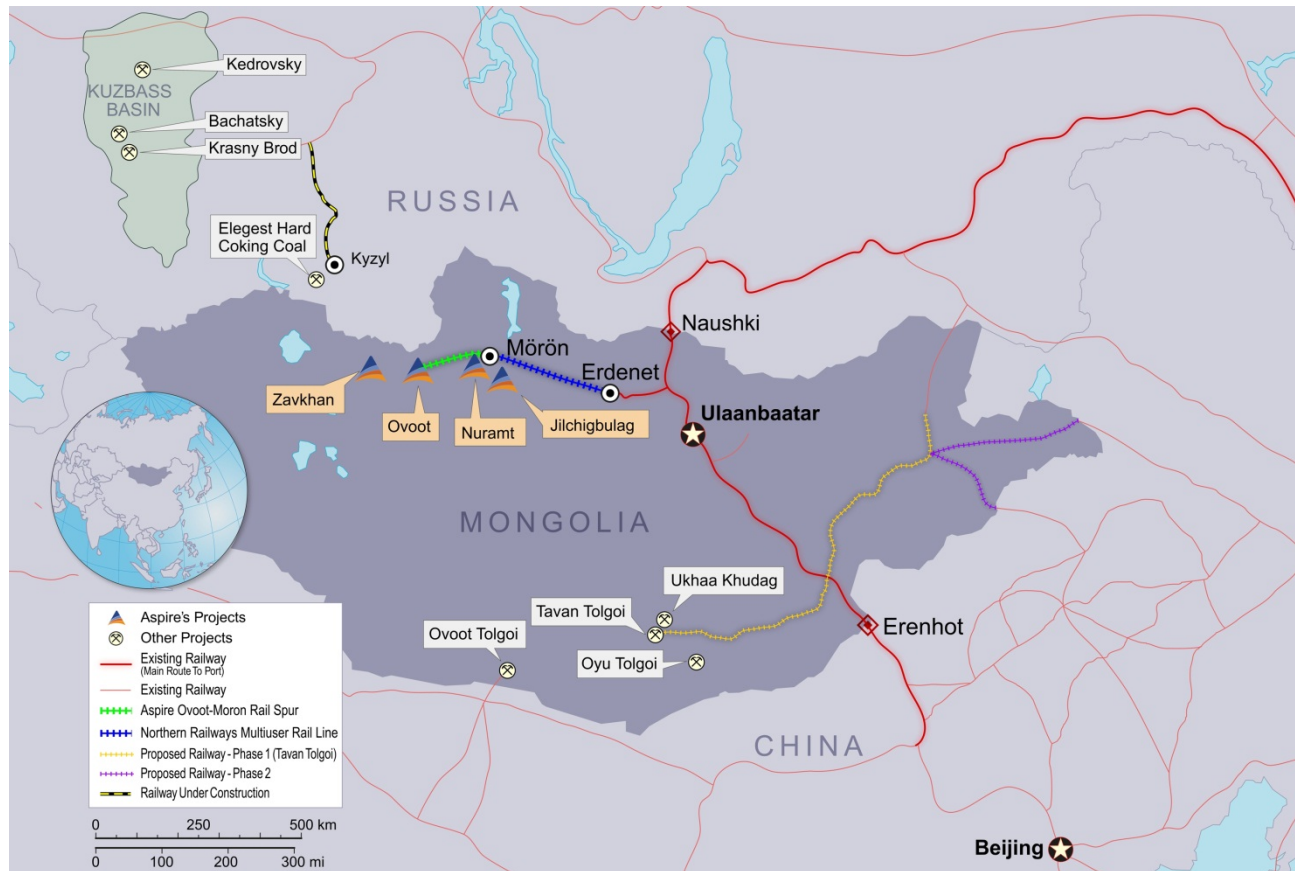 Kedrovsky
KUZBASS
BASIN
Bachatsky
Krasny Brod
RUSSIA
Elegest Hard
Coking Coal
Kyzyl
Naushki
Mörön
Erdenet
Zavkhan
Ovoot
Nuramt
Jilchigbulag
Ulaanbaatar
MONGOLIA
Ukhaa Khudag
Tavan Tolgoi
Ovoot Tolgoi
Oyu Tolgoi
Erenhot
CHINA
Beijing
Aspire's Projects
Other Projects
Existing Railway
(Main Route To Port)
Existing Railway
Aspire Ovoot-Moron Rail Spur
Northern Railways Multiuser Rail Line
Proposed Railway - Phase 1 (Tavan Tolgoi)
Proposed Railway - Phase 2
Railway Under Construction
0 250 500 km
0 100 200 300 mi